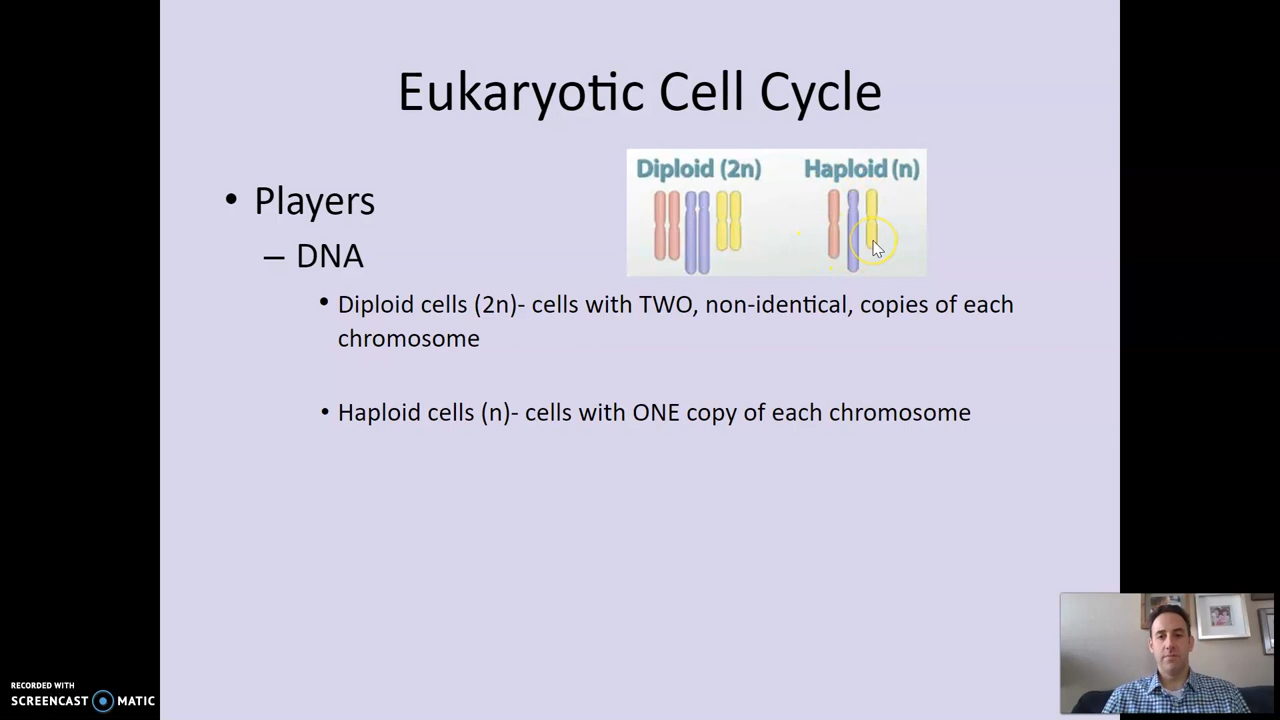 Eukaryotic Cell Cycle
Diploid (2n) Haploid (n)
• Players
– DNA
• Diploid cells (2n)- cells with TWO, non-identical, copies of each
chromosome
• Haploid cells (n)- cells with ONE copy of each chromosome
RECORDED WITH
SCREENCAST MATIC